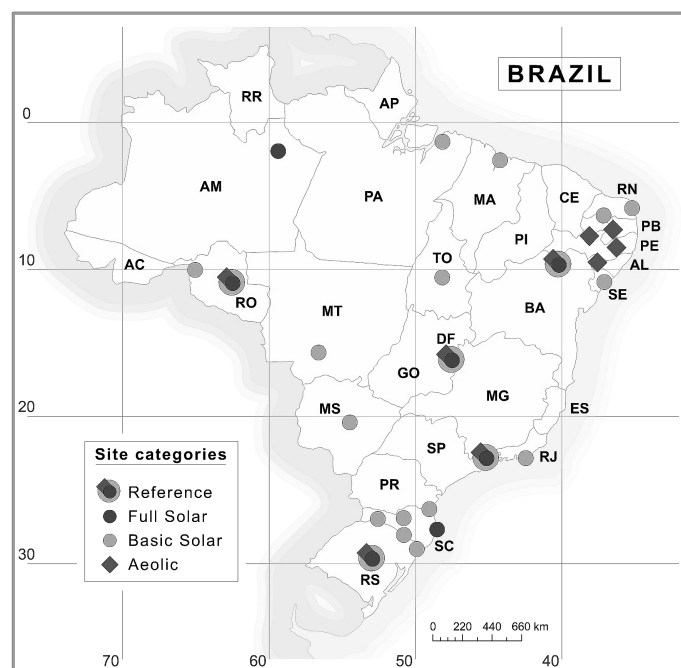 BRAZIL
RR
AP
0
AM
PA
MA
CE
RN
PB
PI
PE
AC
TO
AL
10
RO
SE
MT
BA
DF
GO
MG
MS
ES
20
SP
RJ
Site categories
Reference
Full Solar
Basic Solar
Aeolic
PR
SC
30
RS
0 220 440 660 km
70 60 50 40